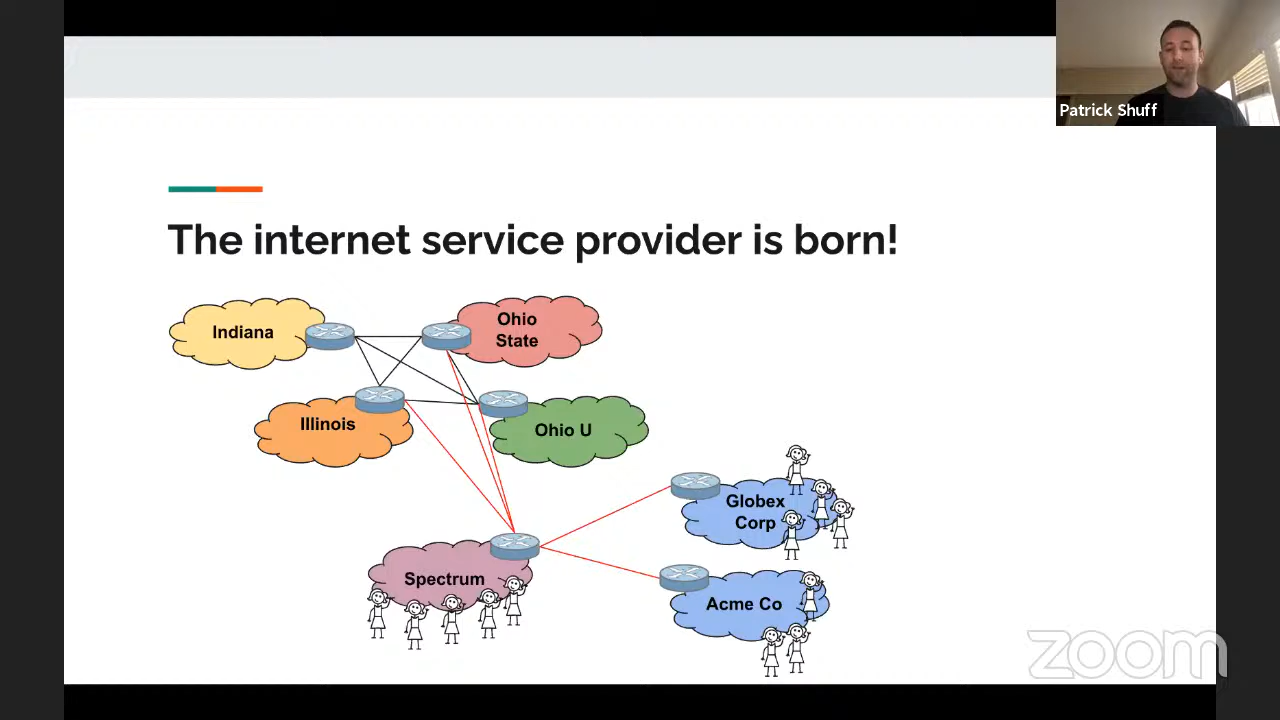 Patrick Shuff
The internet service provider is born!
Indiana
Ohio
State
Illinois
Ohio U
Globex
Corp
Spectrum
Acme Co
zoom